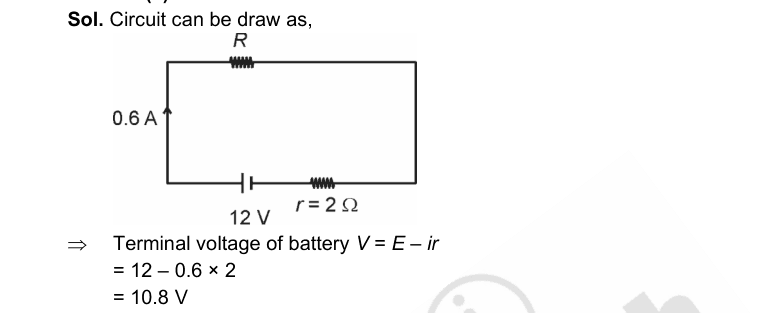 Sol. Circuit can be draw as,
R
0.6 A
12 V
r = 2 Ω
⇒ Terminal voltage of battery V = E – ir
= 12 – 0.6 × 2
= 10.8 V